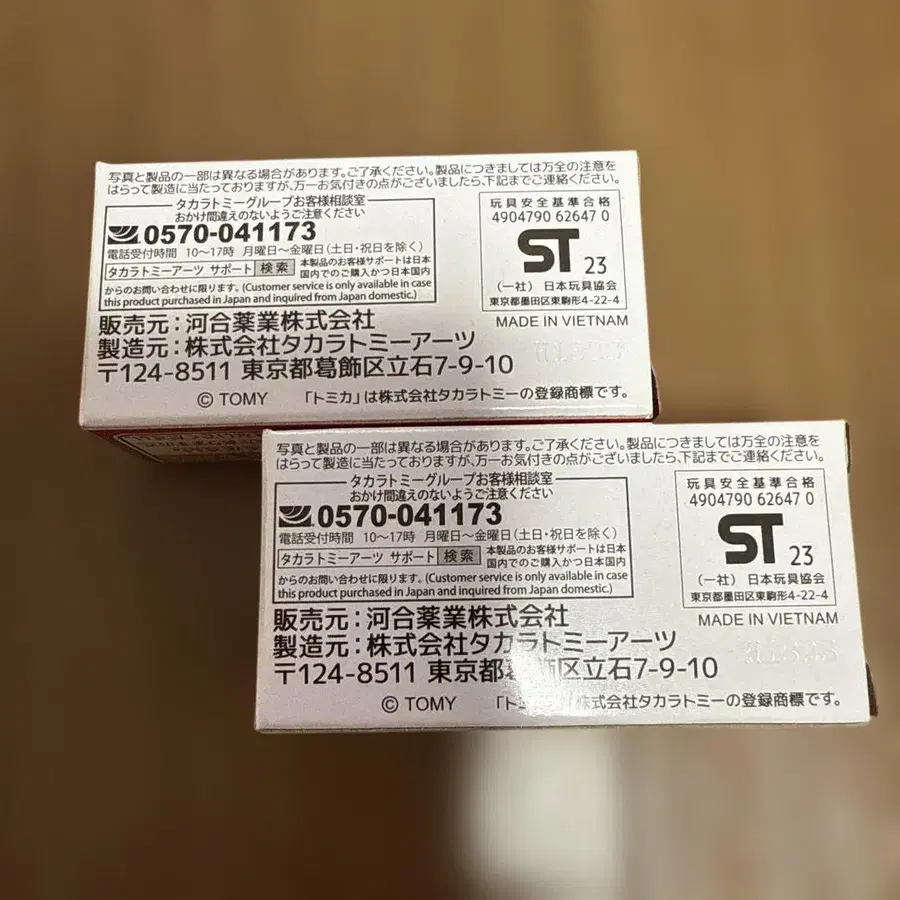 写真と製品の一部は異なる場合があります。ご了承ください。製品につきましては万全の注意を
はらって製造に当たっておりますが、万一お気付きの点がございましたら、下記までご連絡ください。
タカラトミーグループお客様相談室
おかけ間違えのないようご注意ください
0570-041173
電話受付時間 10〜17時 月曜日〜金曜日(土日・祝日を除く)
タカラトミーアーツ サポート 検索 本製品のお客様サポートは日本
国内でのご購入かつ日本国内
からのお問い合わせに限ります。(Customer service is only available in case
this product purchased in Japan and inquired from Japan domestic.)
玩具安全基準合格
4904790 62647 0
ST 23
(一社) 日本玩具協会
東京都墨田区東駒形4-22-4
MADE IN VIETNAM
販売元:河合薬業株式会社
製造元:株式会社タカラトミーアーツ
〒124-8511 東京都葛飾区立石7-9-10
© TOMY 「トミカ」は株式会社タカラトミーの登録商標です。
写真と製品の一部は異なる場合があります。ご了承ください。製品につきましては万全の注意を
はらって製造に当たっておりますが、万一お気付きの点がございましたら、下記までご連絡ください。
タカラトミーグループお客様相談室
おかけ間違えのないようご注意ください
0570-041173
電話受付時間 10〜17時 月曜日〜金曜日(土日・祝日を除く)
タカラトミーアーツ サポート 検索 本製品のお客様サポートは日本
国内でのご購入かつ日本国内
からのお問い合わせに限ります。(Customer service is only available in case
this product purchased in Japan and inquired from Japan domestic.)
玩具安全基準合格
4904790 62647 0
ST 23
(一社) 日本玩具協会
東京都墨田区東駒形4-22-4
MADE IN VIETNAM
販売元:河合薬業株式会社
製造元:株式会社タカラトミーアーツ
〒124-8511 東京都葛飾区立石7-9-10
© TOMY 「トミカ」は株式会社タカラトミーの登録商標です。